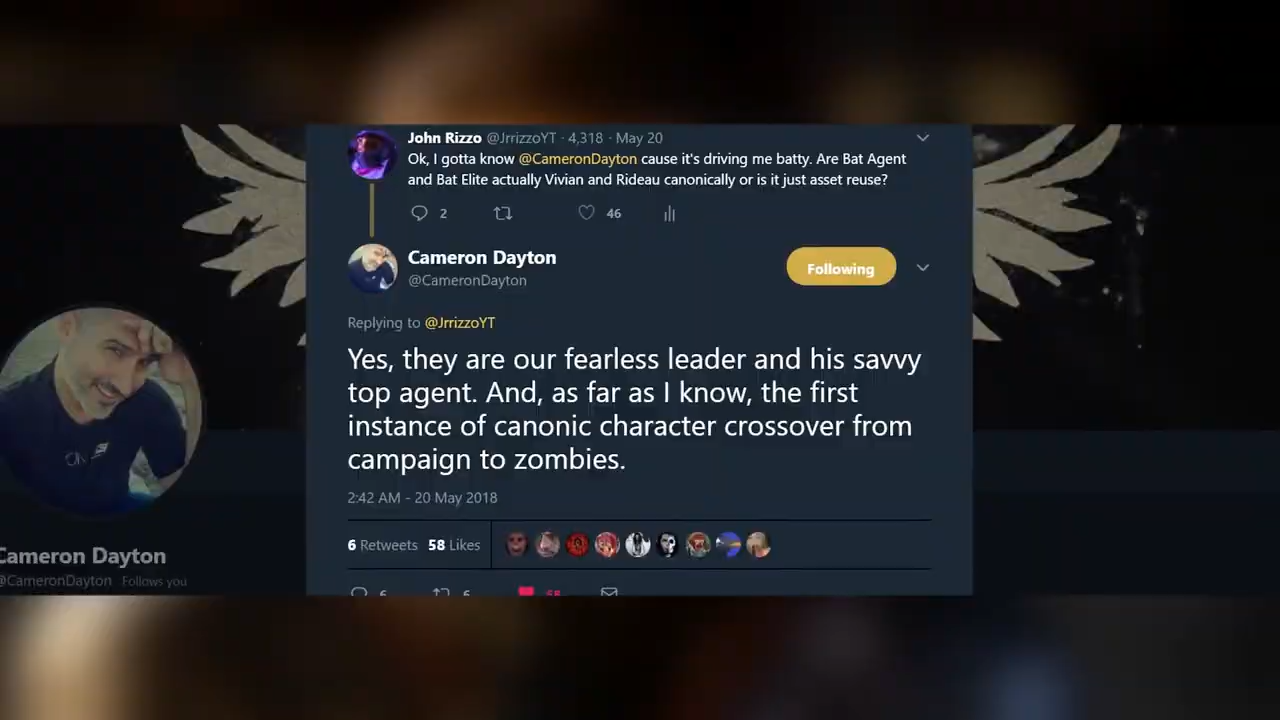 John Rizzo @JrrizzoYT · 4,318 · May 20
Ok, I gotta know @CameronDayton cause it's driving me batty. Are Bat Agent
and Bat Elite actually Vivian and Rideau canonically or is it just asset reuse?
2 46
Cameron Dayton
@CameronDayton
Following
Replying to @JrrizzoYT
Yes, they are our fearless leader and his savvy
top agent. And, as far as I know, the first
instance of canonic character crossover from
campaign to zombies.
2:42 AM - 20 May 2018
6 Retweets 58 Likes
6 6 58
Cameron Dayton
@CameronDayton Follows you